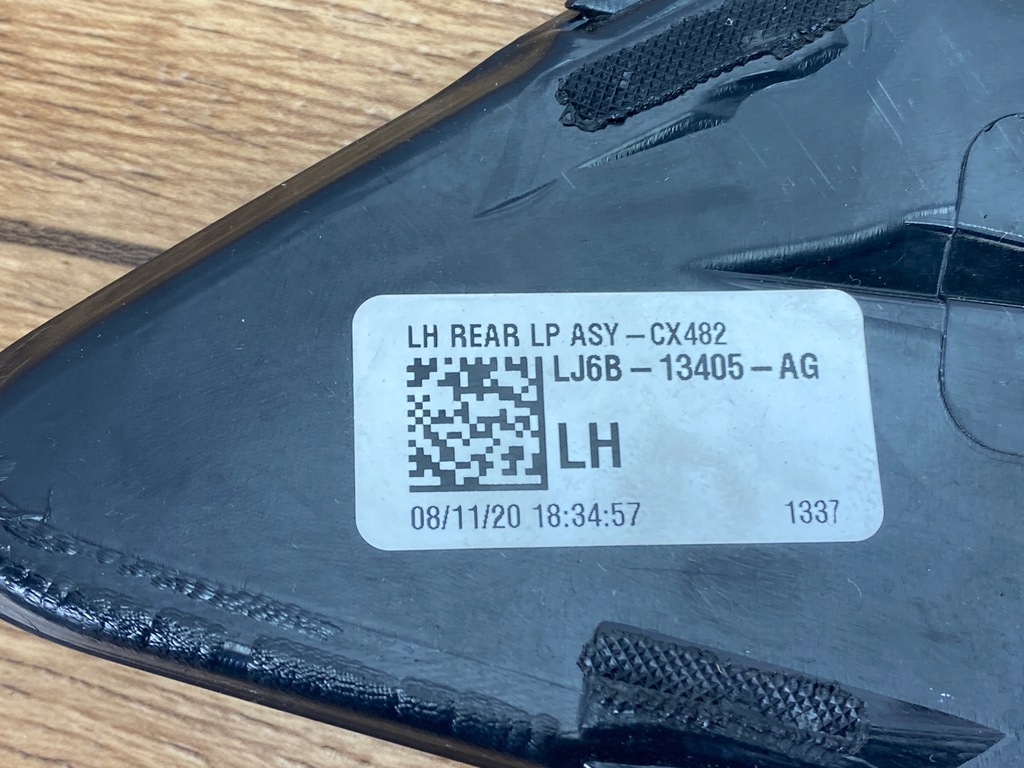 LH REAR LP ASY-CX482
LJ6B-13405-AG
LH
08/11/20 18:34:57 1337